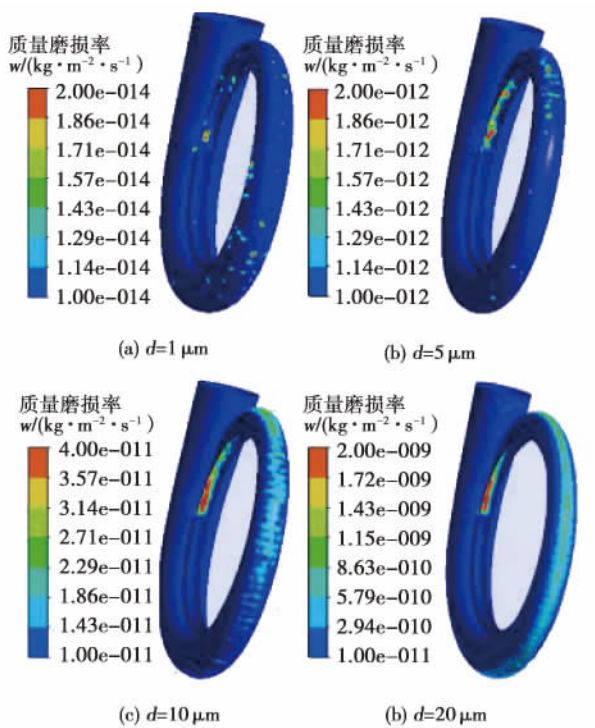 质量磨损率
w/(kg·m⁻²·s⁻¹)
2.00e-014
1.86e-014
1.71e-014
1.57e-014
1.43e-014
1.29e-014
1.14e-014
1.00e-014
(a) d=1 μm
质量磨损率
w/(kg·m⁻²·s⁻¹)
2.00e-012
1.86e-012
1.71e-012
1.57e-012
1.43e-012
1.29e-012
1.14e-012
1.00e-012
(b) d=5 μm
质量磨损率
w/(kg·m⁻²·s⁻¹)
4.00e-011
3.57e-011
3.14e-011
2.71e-011
2.29e-011
1.86e-011
1.43e-011
1.00e-011
(c) d=10 μm
质量磨损率
w/(kg·m⁻²·s⁻¹)
2.00e-009
1.72e-009
1.43e-009
1.15e-009
8.63e-010
5.79e-010
2.94e-010
1.00e-011
(b) d=20 μm